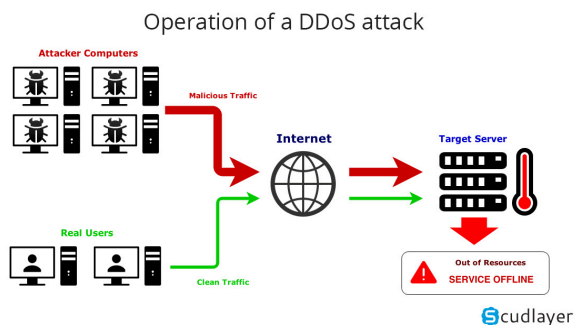 Operation of a DDoS attack
Attacker Computers
Malicious Traffic
Internet
Target Server
Real Users
Clean Traffic
Out of Resources
SERVICE OFFLINE
Scudlayer